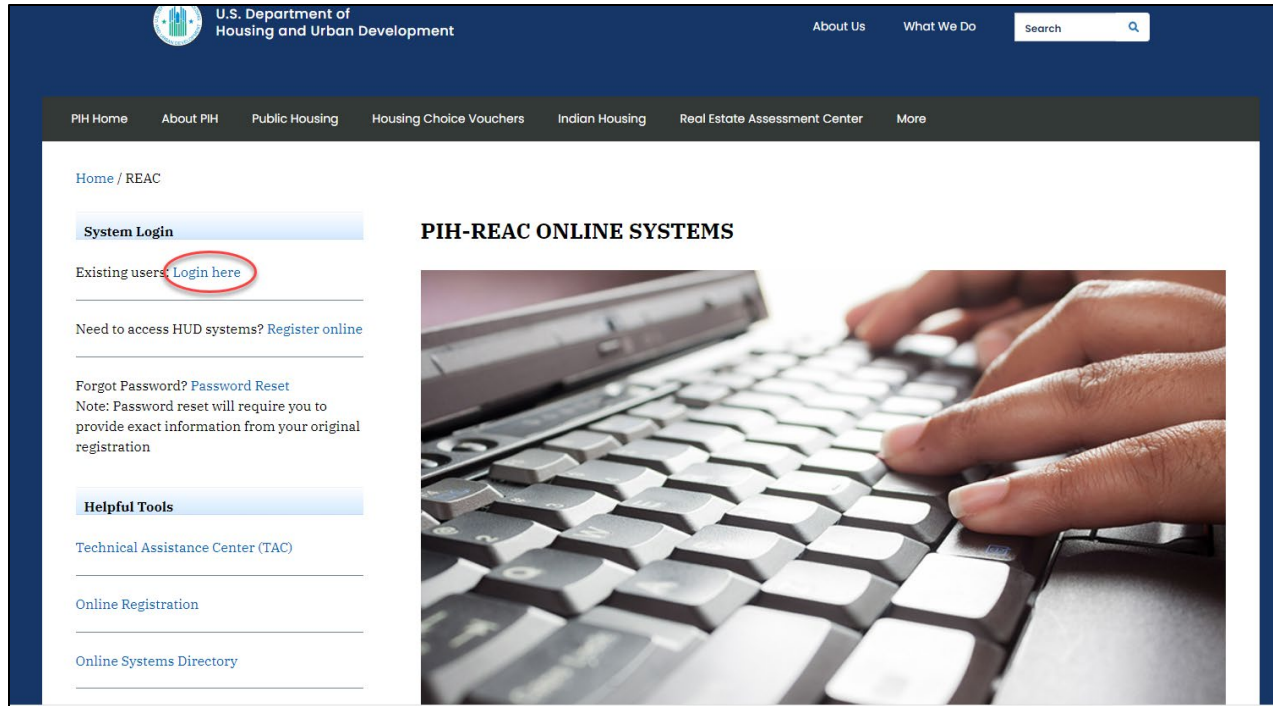 U.S. Department of
Housing and Urban Development
About Us
What We Do
Search
PIH Home
About PIH
Public Housing
Housing Choice Vouchers
Indian Housing
Real Estate Assessment Center
More
Home / REAC
System Login
Existing users: Login here
Need to access HUD systems? Register online
Forgot Password? Password Reset
Note: Password reset will require you to
provide exact information from your original
registration
Helpful Tools
Technical Assistance Center (TAC)
Online Registration
Online Systems Directory
PIH-REAC ONLINE SYSTEMS